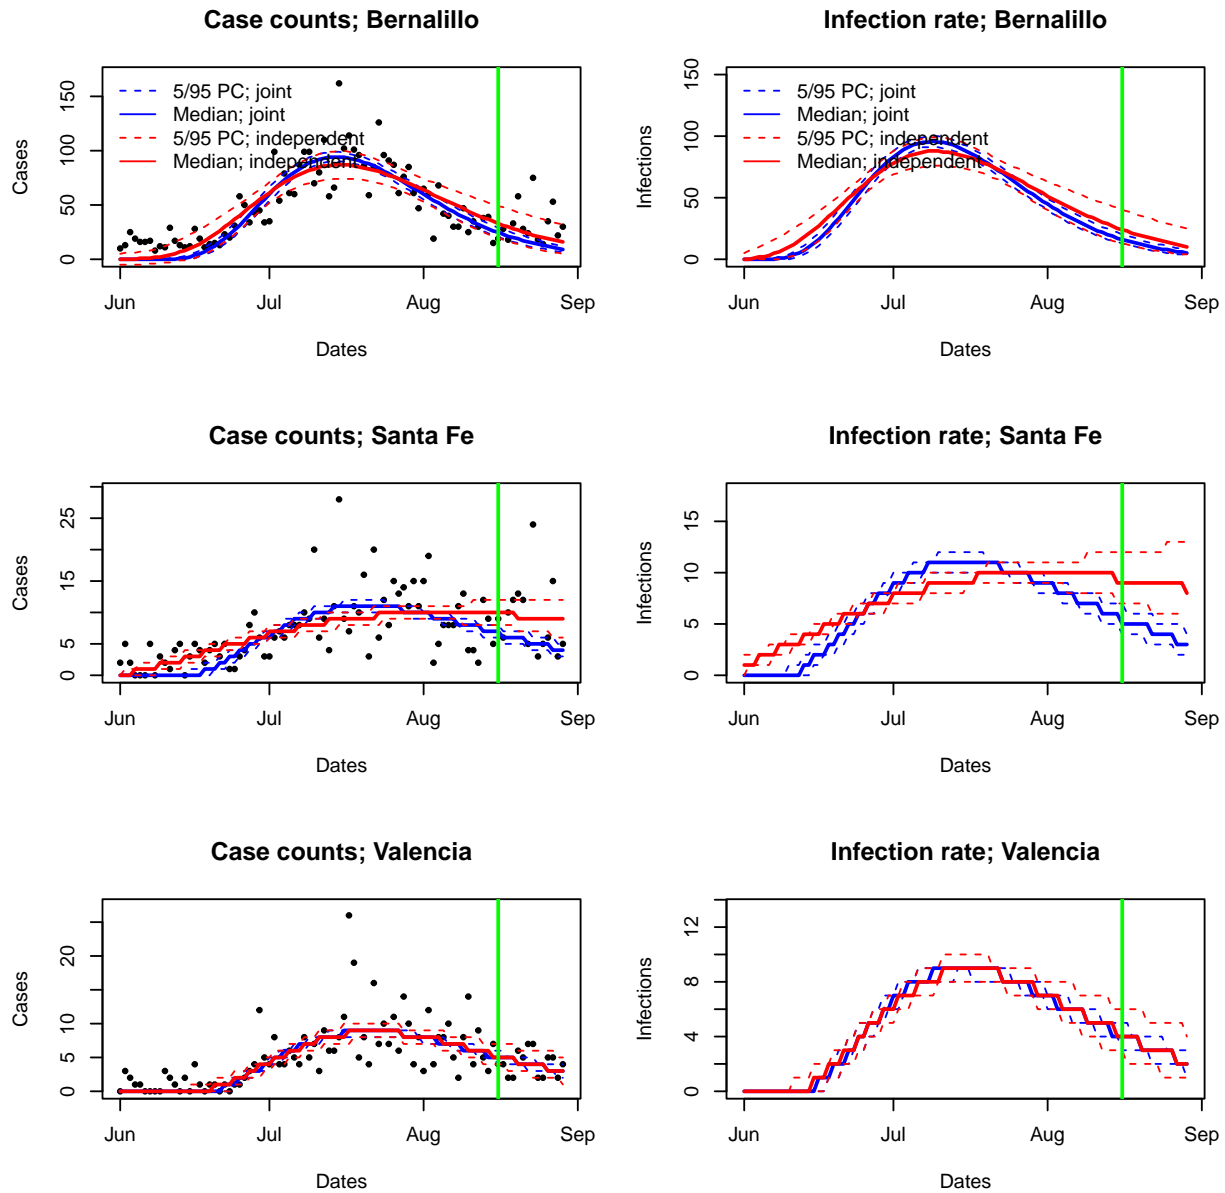 Case counts; Bernalillo
Cases
0
50
100
150
5/95 PC; joint
Median; joint
5/95 PC; independent
Median; independent
Jun
Jul
Aug
Sep
Dates
Infection rate; Bernalillo
Infections
0
50
100
150
5/95 PC; joint
Median; joint
5/95 PC; independent
Median; independent
Jun
Jul
Aug
Sep
Dates
Case counts; Santa Fe
Cases
0
5
15
25
Jun
Jul
Aug
Sep
Dates
Infection rate; Santa Fe
Infections
0
5
10
15
Jun
Jul
Aug
Sep
Dates
Case counts; Valencia
Cases
0
5
10
20
Jun
Jul
Aug
Sep
Dates
Infection rate; Valencia
Infections
0
4
8
12
Jun
Jul
Aug
Sep
Dates